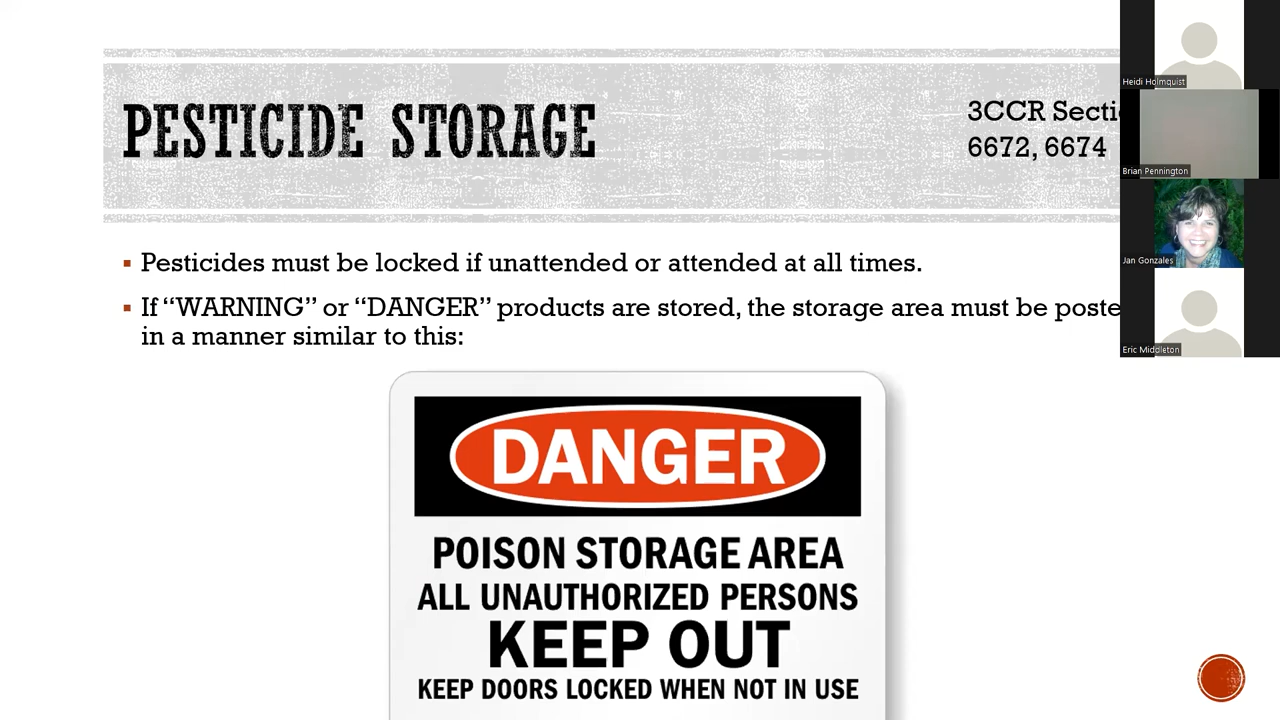 PESTICIDE STORAGE
3CCR
6672, 6674
▪ Pesticides must be locked if unattended or attended at all times.
▪ If “WARNING” or “DANGER” products are stored, the storage area must be
in a manner similar to this:
DANGER
POISON STORAGE AREA
ALL UNAUTHORIZED PERSONS
KEEP OUT
KEEP DOORS LOCKED WHEN NOT IN USE
Heidi Holmquist
Brian Pennington
Jan Gonzales
Eric Middleton